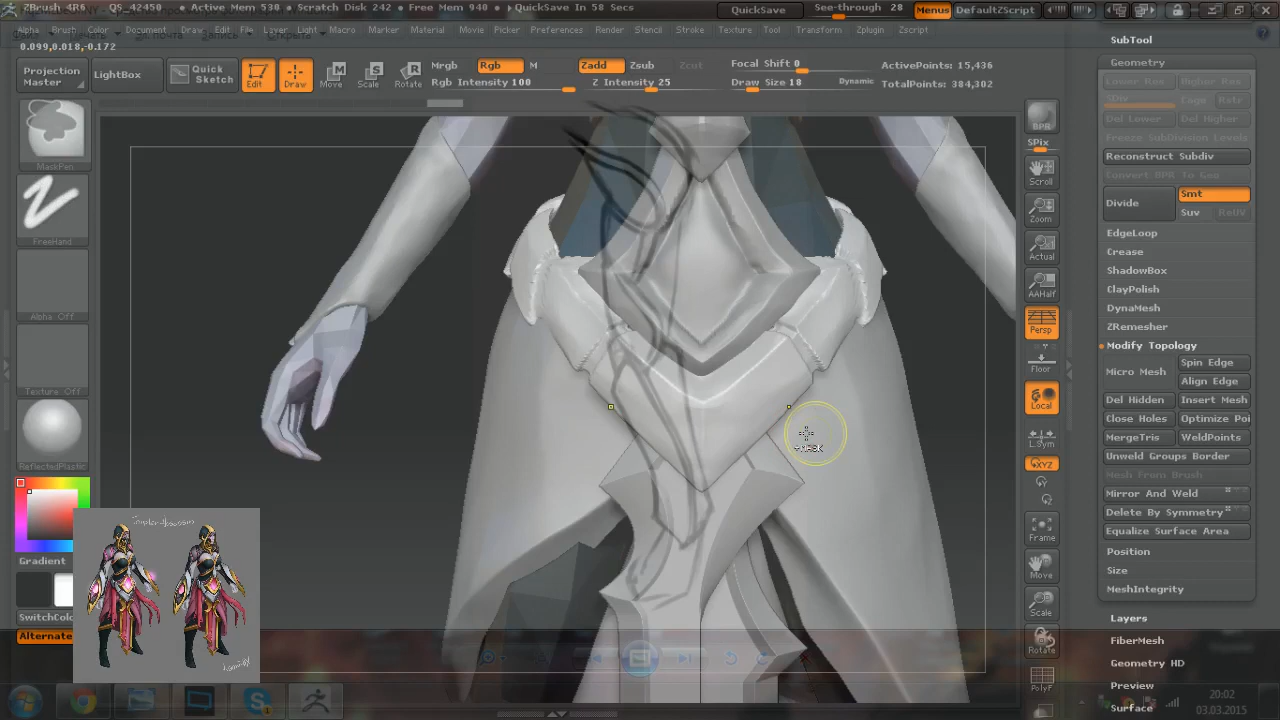 ZBrush 4R6 QS_42450 • Active Mem 530 • Scratch Disk 242 • Free Mem 940 • QuickSave In 58 Secs QuickSave See-through 28 Menus DefaultZScript
Alpha Brush Color Document Draw Edit File Layer Light Macro Marker Material Movie Picker Preferences Render Stencil Stroke Texture Tool Transform Zplugin Zscript
0.099,0.018,-0.172
Projection Master
LightBox
Quick Sketch
Edit
Draw
Move
Scale
Rotate
Mrgb Rgb M
Rgb Intensity 100
Zadd Zsub Zcut
Z Intensity 25
Focal Shift 0
Draw Size 18 Dynamic
ActivePoints: 15,436
TotalPoints: 384,302
MaskPen
FreeHand
Alpha Off
Texture Off
ReflectedPlastic
Gradient
SwitchColo
Alternate
BPR
SPix
Scroll
Zoom
Actual
AAHalf
Persp
Floor
Local
L.Sym
XYZ
Frame
Move
Scale
Rotate
PolyF
SubTool
Geometry
Lower Res Higher Res
SDiv Cage Rstr
Del Lower Del Higher
Freeze SubDivision Levels
Reconstruct Subdiv
Convert BPR To Geo
Divide Smt
Suv ReUV
EdgeLoop
Crease
ShadowBox
ClayPolish
DynaMesh
ZRemesher
Modify Topology
Micro Mesh Spin Edge
Align Edge
Del Hidden Insert Mesh
Close Holes Optimize Poi
MergeTris WeldPoints
Unweld Groups Border
Mesh From Brush
Mirror And Weld
Delete By Symmetry
Equalize Surface Area
Position
Size
MeshIntegrity
Layers
FiberMesh
Geometry HD
Preview
Surface
20:02
03.03.2015